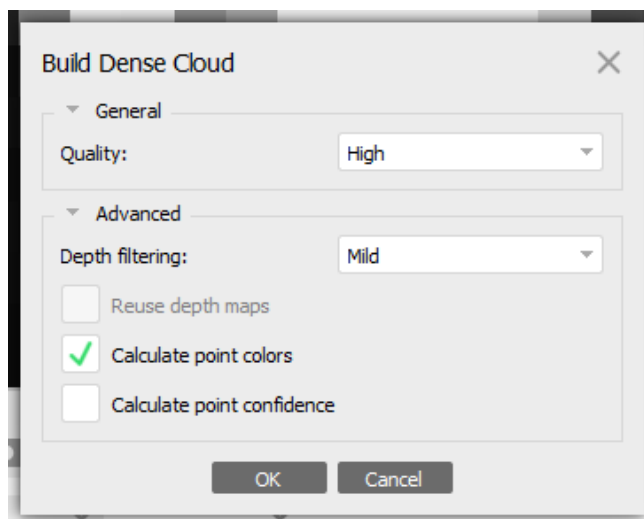 Build Dense Cloud
General
Quality: High
Advanced
Depth filtering: Mild
Reuse depth maps
Calculate point colors
Calculate point confidence
OK Cancel